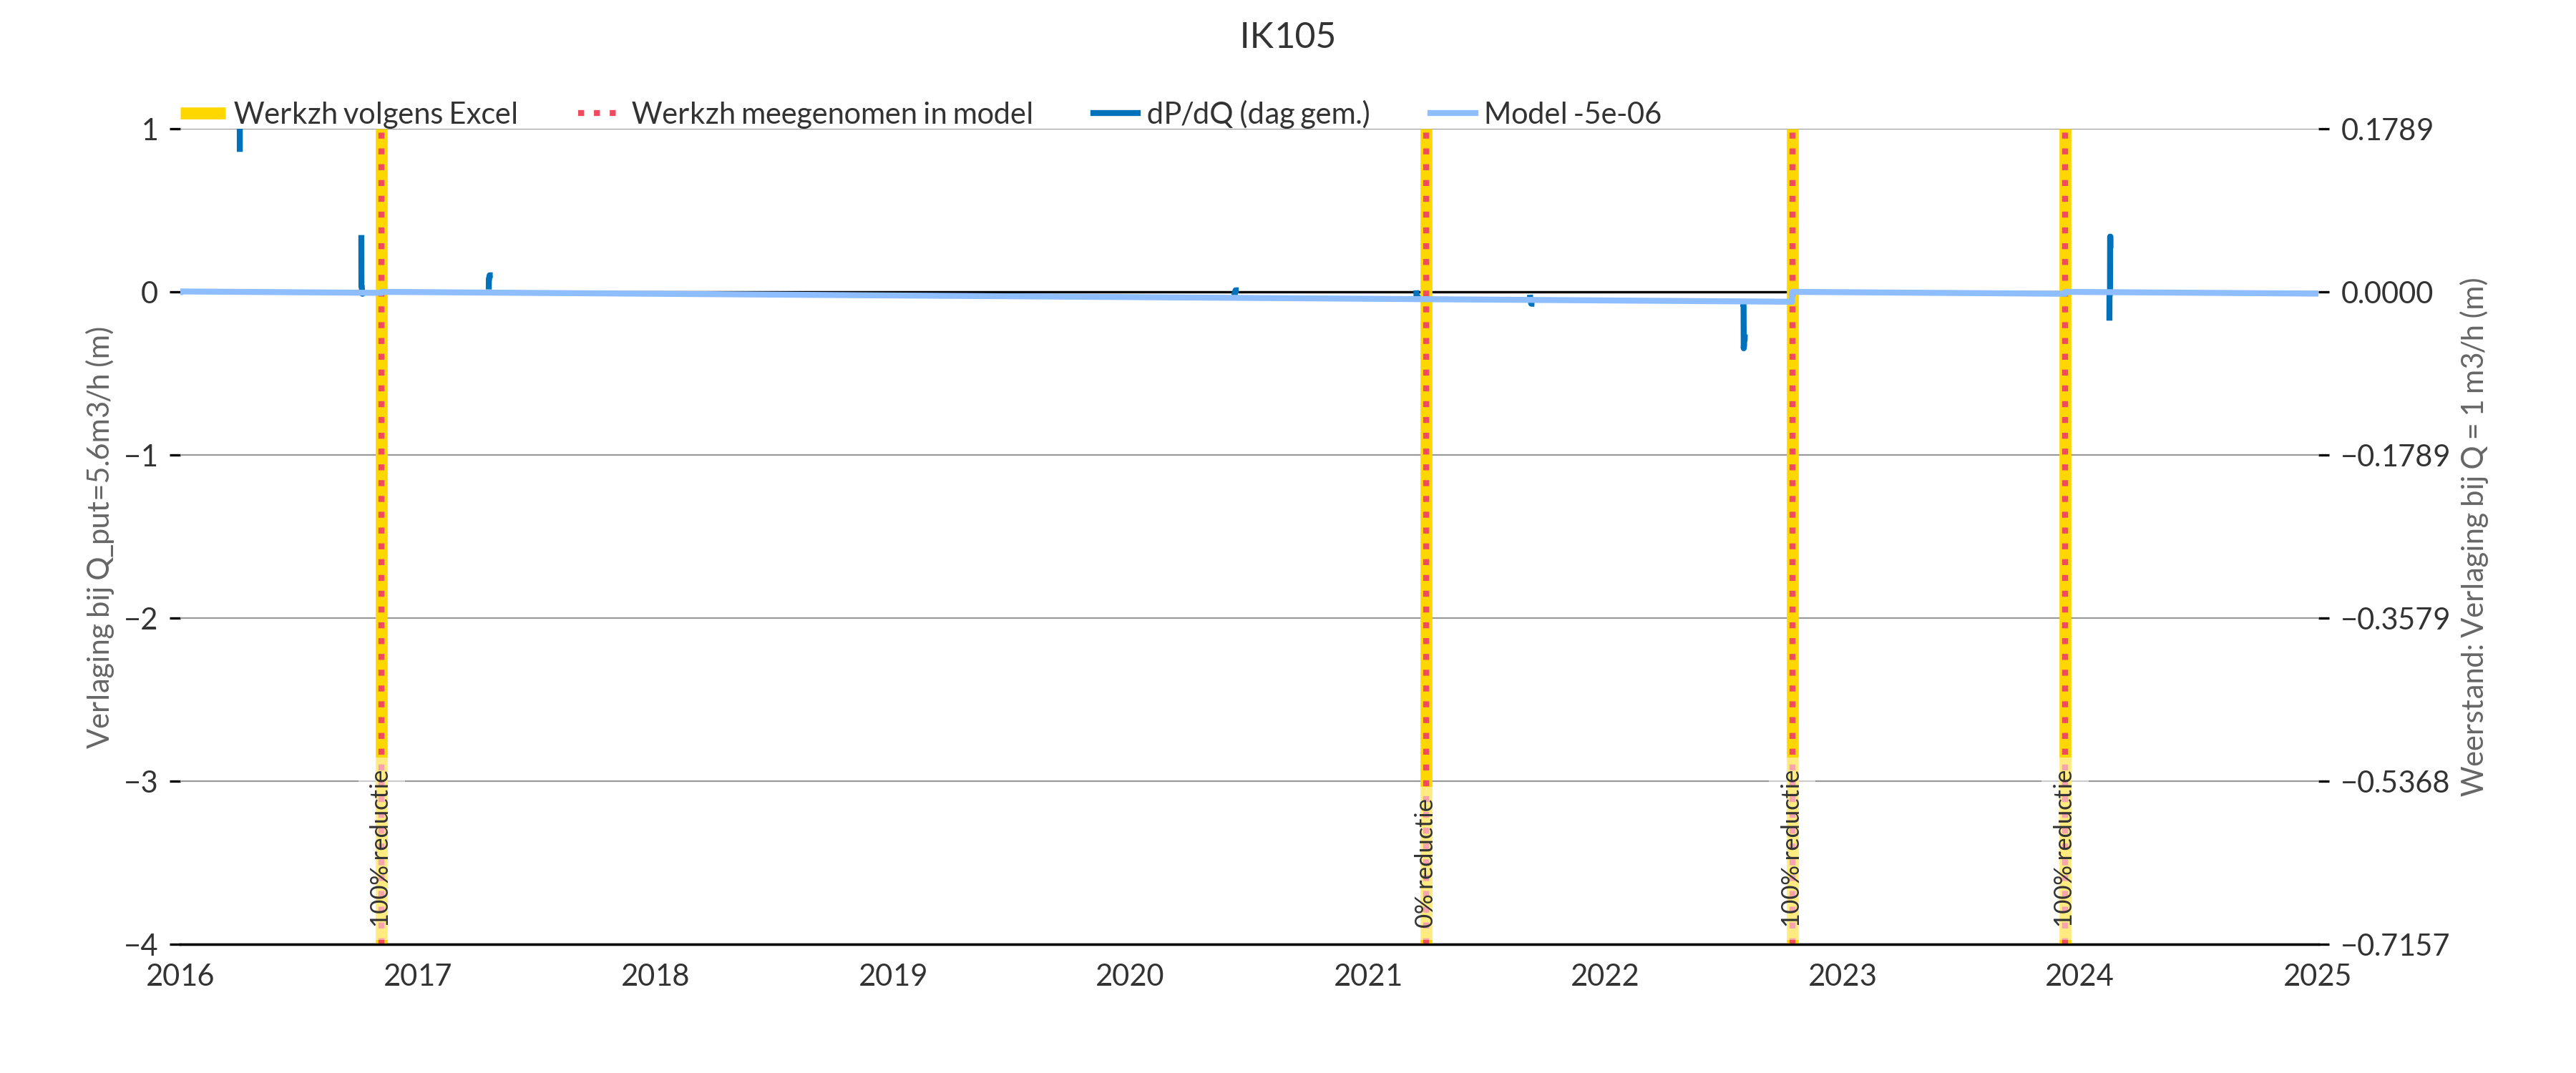 IK105
Werkzh volgens Excel
Werkzh meegenomen in model
dP/dQ (dag gem.)
Model -5e-06
1
0
−1
−2
−3
−4
0.1789
0.0000
−0.1789
−0.3579
−0.5368
−0.7157
Verlaging bij Q_put=5.6m3/h (m)
Weerstand: Verlaging bij Q = 1 m3/h (m)
100% reductie
0% reductie
100% reductie
100% reductie
2016
2017
2018
2019
2020
2021
2022
2023
2024
2025